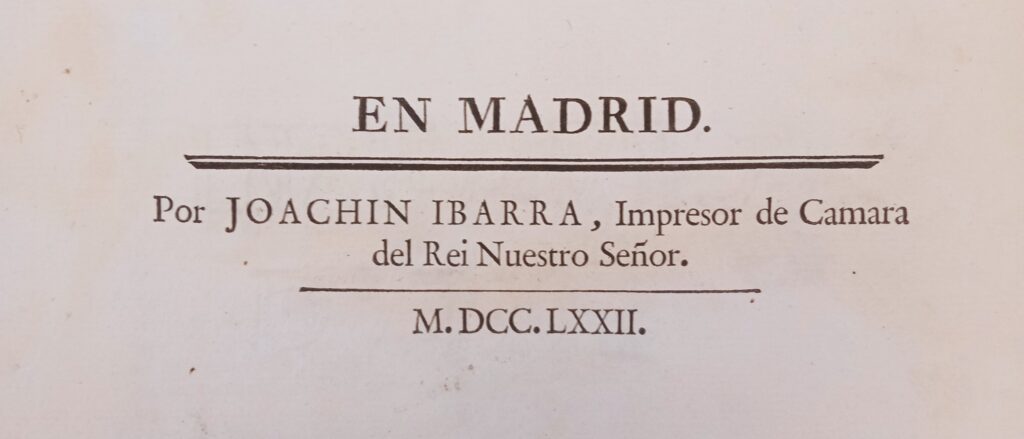 EN MADRID.
Por JOACHIN IBARRA, Impresor de Camara
del Rei Nuestro Señor.
M.DCC.LXXII.